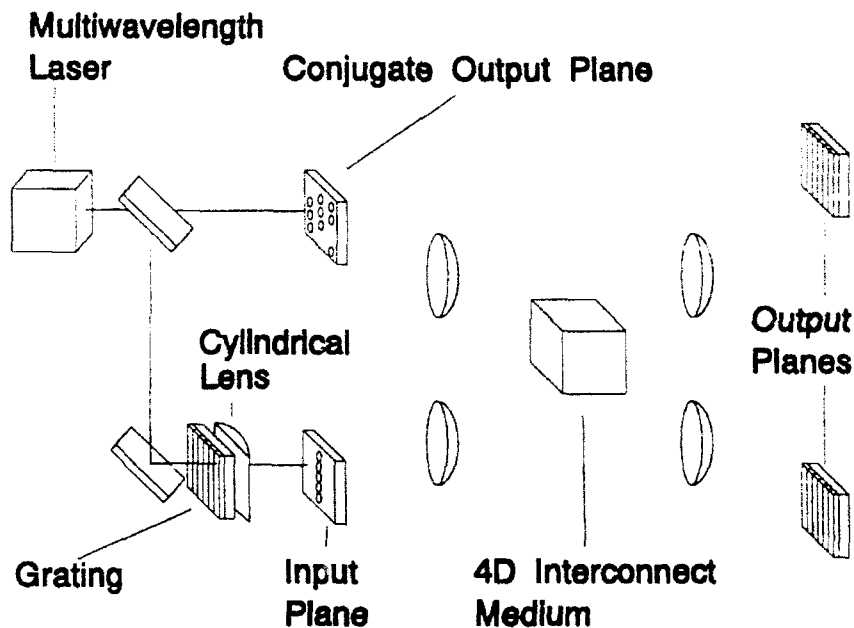 Multiwavelength
Laser
Conjugate Output Plane
Cylindrical
Lens
Output
Planes
Grating
Input
Plane
4D Interconnect
Medium